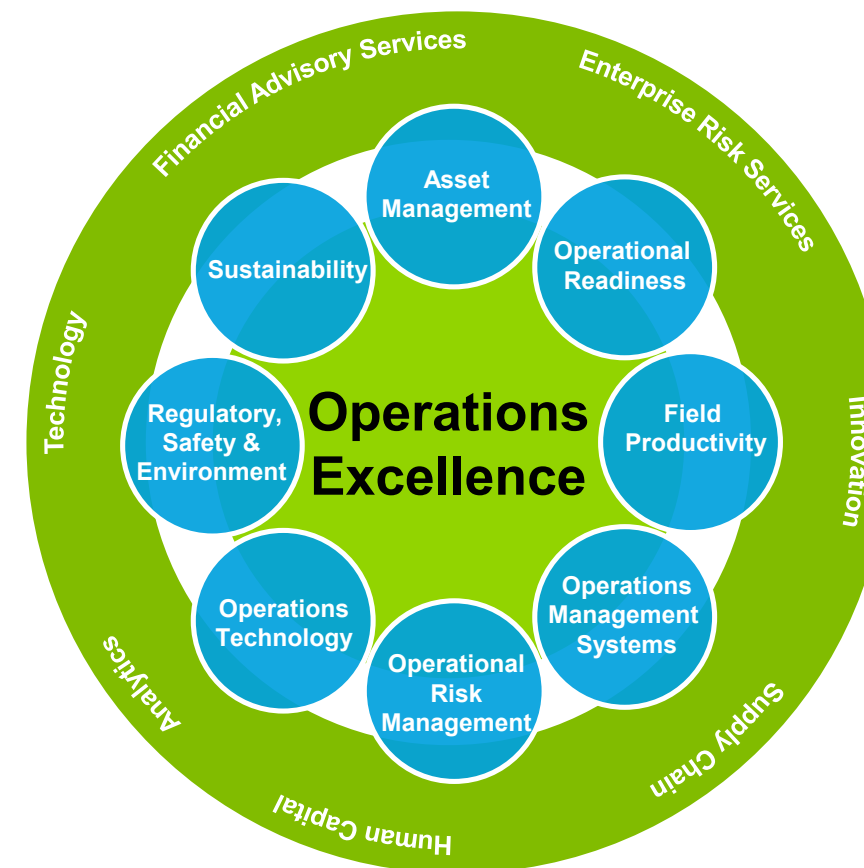 Financial Advisory Services
Enterprise Risk Services
Innovation
Supply Chain
Human Capital
Analytics
Technology
Asset
Management
Operational
Readiness
Field
Productivity
Operations
Management
Systems
Operational
Risk
Management
Operations
Technology
Regulatory,
Safety &
Environment
Sustainability
Operations
Excellence